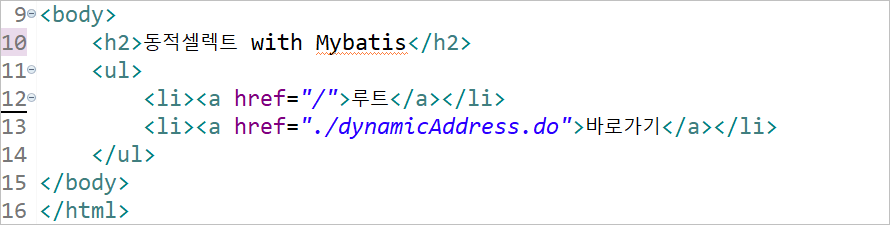 9 <body>
10     <h2>동적셀렉트 with Mybatis</h2>
11     <ul>
12         <li><a href="/">루트</a></li>
13         <li><a href="./dynamicAddress.do">바로가기</a></li>
14     </ul>
15 </body>
16 </html>